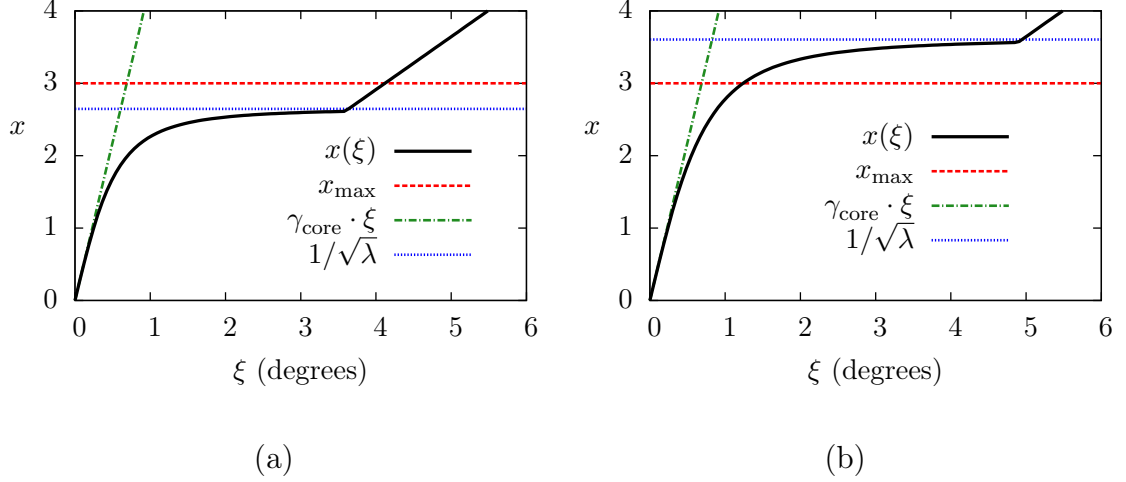 4
3
2
1
0
x
0 1 2 3 4 5 6
ξ (degrees)
x(ξ)
x_max
γ_core · ξ
1/√λ
(a)
4
3
2
1
0
x
0 1 2 3 4 5 6
ξ (degrees)
x(ξ)
x_max
γ_core · ξ
1/√λ
(b)